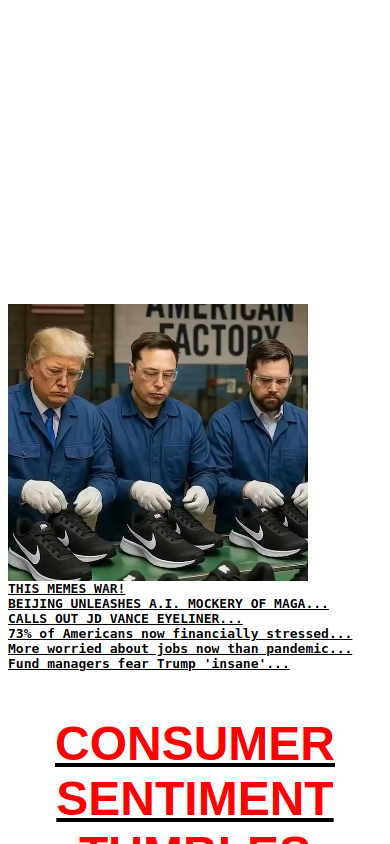 AMERICAN
FACTORY
THIS MEMES WAR!
BEIJING UNLEASHES A.I. MOCKERY OF MAGA...
CALLS OUT JD VANCE EYELINER...
73% of Americans now financially stressed...
More worried about jobs now than pandemic...
Fund managers fear Trump 'insane'...
CONSUMER
SENTIMENT
TUMBLES